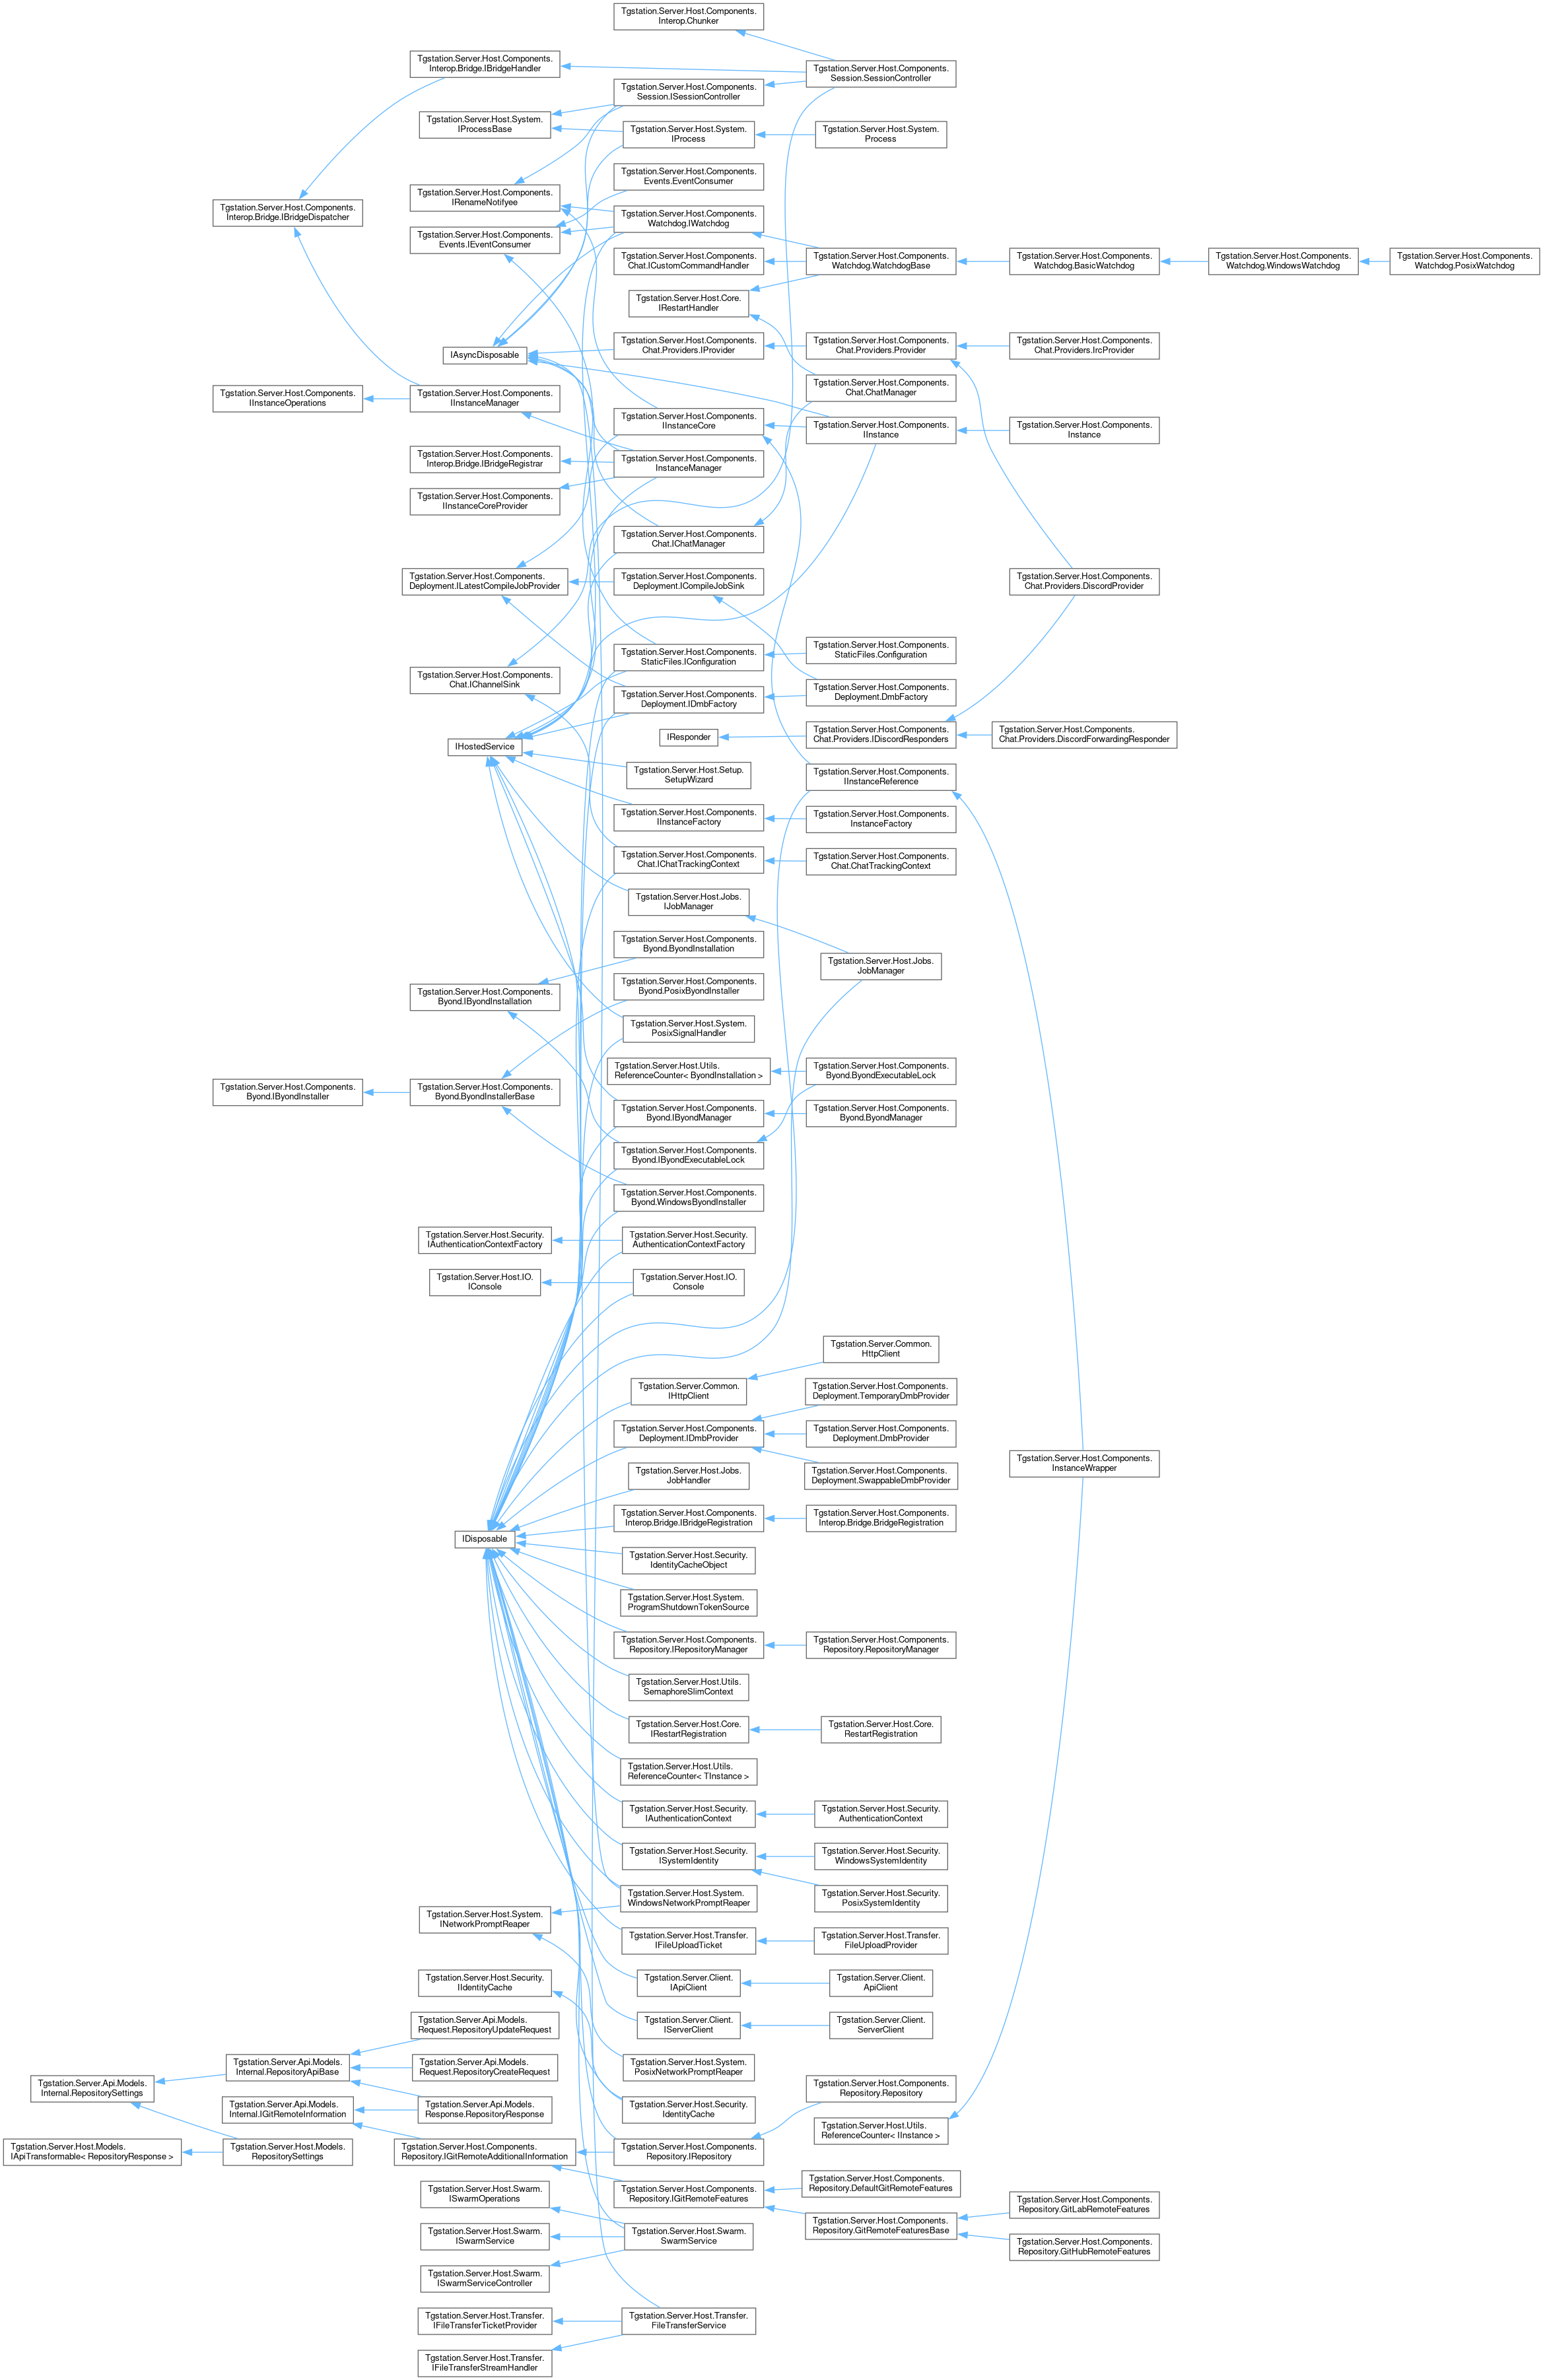 Tgstation.Server.Host.Components.
Interop.Chunker
Tgstation.Server.Host.Components.
Interop.Bridge.IBridgeHandler
Tgstation.Server.Host.Components.
Session.SessionController
Tgstation.Server.Host.Components.
Session.ISessionController
Tgstation.Server.Host.System.
IProcessBase
Tgstation.Server.Host.System.
IProcess
Tgstation.Server.Host.System.
Process
Tgstation.Server.Host.Components.
Events.EventConsumer
Tgstation.Server.Host.Components.
IRenameNotifyee
Tgstation.Server.Host.Components.
Interop.Bridge.IBridgeDispatcher
Tgstation.Server.Host.Components.
Watchdog.IWatchdog
Tgstation.Server.Host.Components.
Events.IEventConsumer
Tgstation.Server.Host.Components.
Chat.ICustomCommandHandler
Tgstation.Server.Host.Components.
Watchdog.WatchdogBase
Tgstation.Server.Host.Components.
Watchdog.BasicWatchdog
Tgstation.Server.Host.Components.
Watchdog.WindowsWatchdog
Tgstation.Server.Host.Components.
Watchdog.PosixWatchdog
Tgstation.Server.Host.Core.
IRestartHandler
IAsyncDisposable
Tgstation.Server.Host.Components.
Chat.Providers.IProvider
Tgstation.Server.Host.Components.
Chat.Providers.Provider
Tgstation.Server.Host.Components.
Chat.Providers.IrcProvider
Tgstation.Server.Host.Components.
Chat.ChatManager
Tgstation.Server.Host.Components.
IInstanceOperations
Tgstation.Server.Host.Components.
IInstanceManager
Tgstation.Server.Host.Components.
IInstanceCore
Tgstation.Server.Host.Components.
IInstance
Tgstation.Server.Host.Components.
Instance
Tgstation.Server.Host.Components.
Interop.Bridge.IBridgeRegistrar
Tgstation.Server.Host.Components.
InstanceManager
Tgstation.Server.Host.Components.
IInstanceCoreProvider
Tgstation.Server.Host.Components.
Chat.IChatManager
Tgstation.Server.Host.Components.
Deployment.ILatestCompileJobProvider
Tgstation.Server.Host.Components.
Deployment.ICompileJobSink
Tgstation.Server.Host.Components.
Chat.Providers.DiscordProvider
Tgstation.Server.Host.Components.
StaticFiles.IConfiguration
Tgstation.Server.Host.Components.
StaticFiles.Configuration
Tgstation.Server.Host.Components.
Chat.IChannelSink
Tgstation.Server.Host.Components.
Deployment.IDmbFactory
Tgstation.Server.Host.Components.
Deployment.DmbFactory
IHostedService
IResponder
Tgstation.Server.Host.Components.
Chat.Providers.IDiscordResponders
Tgstation.Server.Host.Components.
Chat.Providers.DiscordForwardingResponder
Tgstation.Server.Host.Setup.
SetupWizard
Tgstation.Server.Host.Components.
IInstanceReference
Tgstation.Server.Host.Components.
IInstanceFactory
Tgstation.Server.Host.Components.
InstanceFactory
Tgstation.Server.Host.Components.
Chat.IChatTrackingContext
Tgstation.Server.Host.Components.
Chat.ChatTrackingContext
Tgstation.Server.Host.Jobs.
IJobManager
Tgstation.Server.Host.Components.
Byond.ByondInstallation
Tgstation.Server.Host.Jobs.
JobManager
Tgstation.Server.Host.Components.
Byond.IByondInstallation
Tgstation.Server.Host.Components.
Byond.PosixByondInstaller
Tgstation.Server.Host.System.
PosixSignalHandler
Tgstation.Server.Host.Utils.
ReferenceCounter< ByondInstallation >
Tgstation.Server.Host.Components.
Byond.ByondExecutableLock
Tgstation.Server.Host.Components.
Byond.IByondInstaller
Tgstation.Server.Host.Components.
Byond.ByondInstallerBase
Tgstation.Server.Host.Components.
Byond.IByondManager
Tgstation.Server.Host.Components.
Byond.ByondManager
Tgstation.Server.Host.Components.
Byond.IByondExecutableLock
Tgstation.Server.Host.Components.
Byond.WindowsByondInstaller
Tgstation.Server.Host.Security.
IAuthenticationContextFactory
Tgstation.Server.Host.Security.
AuthenticationContextFactory
Tgstation.Server.Host.IO.
IConsole
Tgstation.Server.Host.IO.
Console
Tgstation.Server.Common.
HttpClient
Tgstation.Server.Common.
IHttpClient
Tgstation.Server.Host.Components.
Deployment.TemporaryDmbProvider
Tgstation.Server.Host.Components.
Deployment.IDmbProvider
Tgstation.Server.Host.Components.
Deployment.DmbProvider
Tgstation.Server.Host.Components.
InstanceWrapper
Tgstation.Server.Host.Jobs.
JobHandler
Tgstation.Server.Host.Components.
Deployment.SwappableDmbProvider
IDisposable
Tgstation.Server.Host.Components.
Interop.Bridge.IBridgeRegistration
Tgstation.Server.Host.Components.
Interop.Bridge.BridgeRegistration
Tgstation.Server.Host.Security.
IdentityCacheObject
Tgstation.Server.Host.System.
ProgramShutdownTokenSource
Tgstation.Server.Host.Components.
Repository.IRepositoryManager
Tgstation.Server.Host.Components.
Repository.RepositoryManager
Tgstation.Server.Host.Utils.
SemaphoreSlimContext
Tgstation.Server.Host.Core.
IRestartRegistration
Tgstation.Server.Host.Core.
RestartRegistration
Tgstation.Server.Host.Utils.
ReferenceCounter< TInstance >
Tgstation.Server.Host.Security.
IAuthenticationContext
Tgstation.Server.Host.Security.
AuthenticationContext
Tgstation.Server.Host.Security.
ISystemIdentity
Tgstation.Server.Host.Security.
WindowsSystemIdentity
Tgstation.Server.Host.System.
WindowsNetworkPromptReaper
Tgstation.Server.Host.Security.
PosixSystemIdentity
Tgstation.Server.Host.System.
INetworkPromptReaper
Tgstation.Server.Host.Transfer.
IFileUploadTicket
Tgstation.Server.Host.Transfer.
FileUploadProvider
Tgstation.Server.Host.Security.
IIdentityCache
Tgstation.Server.Client.
IApiClient
Tgstation.Server.Client.
ApiClient
Tgstation.Server.Api.Models.
Request.RepositoryUpdateRequest
Tgstation.Server.Client.
IServerClient
Tgstation.Server.Client.
ServerClient
Tgstation.Server.Api.Models.
Internal.RepositoryApiBase
Tgstation.Server.Api.Models.
Request.RepositoryCreateRequest
Tgstation.Server.Host.System.
PosixNetworkPromptReaper
Tgstation.Server.Api.Models.
Internal.RepositorySettings
Tgstation.Server.Api.Models.
Internal.IGitRemoteInformation
Tgstation.Server.Api.Models.
Response.RepositoryResponse
Tgstation.Server.Host.Security.
IdentityCache
Tgstation.Server.Host.Components.
Repository.Repository
Tgstation.Server.Host.Utils.
ReferenceCounter< IInstance >
Tgstation.Server.Host.Models.
IApiTransformable< RepositoryResponse >
Tgstation.Server.Host.Models.
RepositorySettings
Tgstation.Server.Host.Components.
Repository.IGitRemoteAdditionalInformation
Tgstation.Server.Host.Components.
Repository.IRepository
Tgstation.Server.Host.Swarm.
ISwarmOperations
Tgstation.Server.Host.Components.
Repository.IGitRemoteFeatures
Tgstation.Server.Host.Components.
Repository.DefaultGitRemoteFeatures
Tgstation.Server.Host.Components.
Repository.GitLabRemoteFeatures
Tgstation.Server.Host.Swarm.
ISwarmService
Tgstation.Server.Host.Swarm.
SwarmService
Tgstation.Server.Host.Components.
Repository.GitRemoteFeaturesBase
Tgstation.Server.Host.Components.
Repository.GitHubRemoteFeatures
Tgstation.Server.Host.Swarm.
ISwarmServiceController
Tgstation.Server.Host.Transfer.
IFileTransferTicketProvider
Tgstation.Server.Host.Transfer.
FileTransferService
Tgstation.Server.Host.Transfer.
IFileTransferStreamHandler